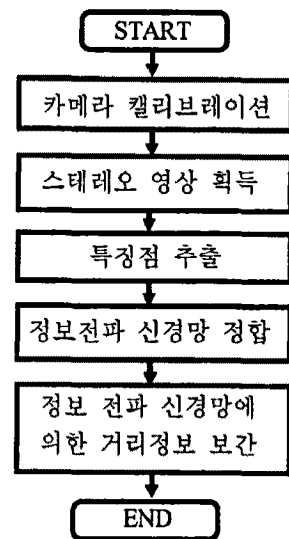 START
카메라 캘리브레이션
스테레오 영상 획득
특징점 추출
정보전파 신경망 정합
정보 전파 신경망에
의한 거리정보 보간
END